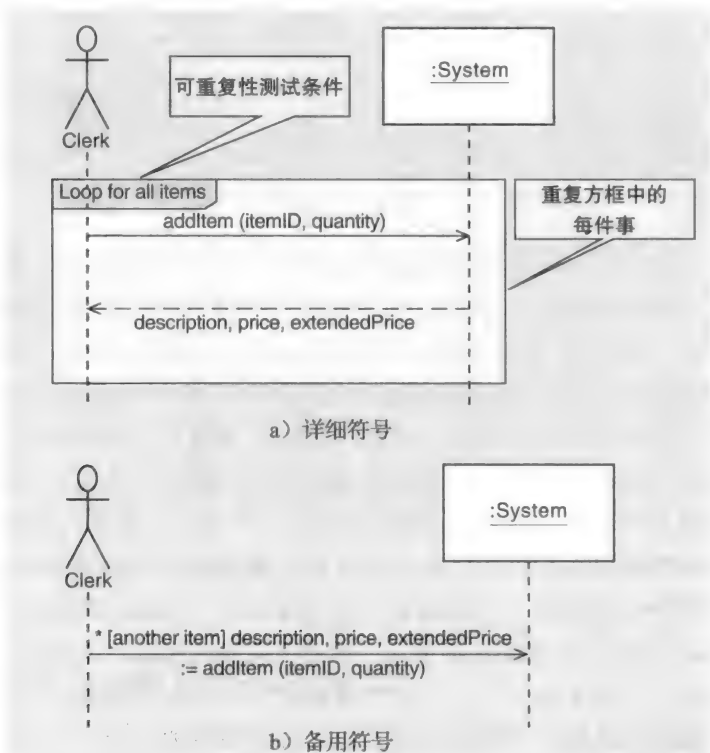 :System
可重复性测试条件
Clerk
Loop for all items
重复方框中的
每件事
addItem (itemID, quantity)
description, price, extendedPrice
a）详细符号
:System
Clerk
* [another item] description, price, extendedPrice
:= addItem (itemID, quantity)
b）备用符号